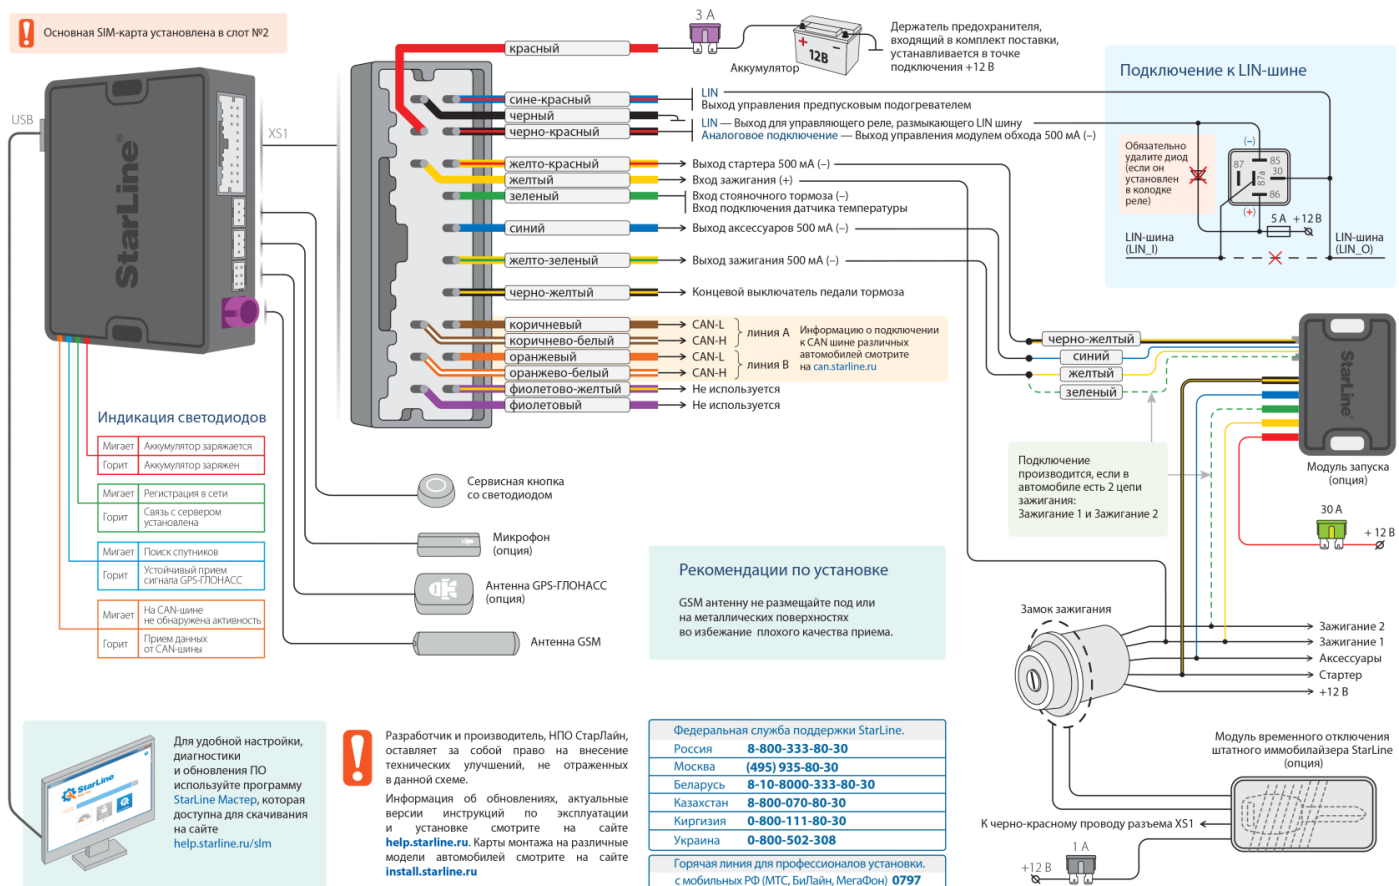 Основная SIM-карта установлена в слот №2
USB
XS1
StarLine®
красный
3 А
Аккумулятор
12В
Держатель предохранителя,
входящий в комплект поставки,
устанавливается в точке
подключения +12 В
сине-красный
LIN
Выход управления предпусковым подогревателем
черный
черно-красный
LIN — Выход для управляющего реле, размыкающего LIN шину
Аналоговое подключение — Выход управления модулем обхода 500 мА (–)
желто-красный
Выход стартера 500 мА (–)
желтый
Вход зажигания (+)
зеленый
Вход стояночного тормоза (–)
Вход подключения датчика температуры
синий
Выход аксессуаров 500 мА (–)
желто-зеленый
Выход зажигания 500 мА (–)
черно-желтый
Концевой выключатель педали тормоза
коричневый
CAN-L
коричнево-белый
CAN-H
линия А
оранжевый
CAN-L
оранжево-белый
CAN-H
линия В
Информацию о подключении
к CAN шине различных
автомобилей смотрите
на can.starline.ru
фиолетово-желтый
Не используется
фиолетовый
Не используется
Подключение к LIN-шине
Обязательно
удалите диод
(если он
установлен
в колодке
реле)
(–)
87
85
30
87a
86
(+)
5 А
+12 В
LIN-шина
(LIN_I)
LIN-шина
(LIN_O)
черно-желтый
синий
желтый
зеленый
StarLine®
Модуль запуска
(опция)
30 А
+ 12 В
Подключение
производится, если в
автомобиле есть 2 цепи
зажигания:
Зажигание 1 и Зажигание 2
Индикация светодиодов
Мигает Аккумулятор заряжается
Горит Аккумулятор заряжен
Мигает Регистрация в сети
Горит Связь с сервером
установлена
Мигает Поиск спутников
Горит Устойчивый прием
сигнала GPS-ГЛОНАСС
Мигает На CAN-шине
не обнаружена активность
Горит Прием данных
от CAN-шины
Сервисная кнопка
со светодиодом
Микрофон
(опция)
Антенна GPS-ГЛОНАСС
(опция)
Антенна GSM
Рекомендации по установке
GSM антенну не размещайте под или
на металлических поверхностях
во избежание плохого качества приема.
Замок зажигания
Зажигание 2
Зажигание 1
Аксессуары
Стартер
+12 В
Модуль временного отключения
штатного иммобилайзера StarLine
(опция)
К черно-красному проводу разъема XS1
1 А
+12 В
StarLine
Для удобной настройки,
диагностики
и обновления ПО
используйте программу
StarLine Мастер, которая
доступна для скачивания
на сайте
help.starline.ru/slm
Разработчик и производитель, НПО СтарЛайн,
оставляет за собой право на внесение
технических улучшений, не отраженных
в данной схеме.
Информация об обновлениях, актуальные
версии инструкций по эксплуатации
и установке смотрите на сайте
help.starline.ru. Карты монтажа на различные
модели автомобилей смотрите на сайте
install.starline.ru
Федеральная служба поддержки StarLine.
Россия 8-800-333-80-30
Москва (495) 935-80-30
Беларусь 8-10-8000-333-80-30
Казахстан 8-800-070-80-30
Киргизия 0-800-111-80-30
Украина 0-800-502-308
Горячая линия для профессионалов установки.
с мобильных РФ (МТС, БиЛайн, МегаФон) 0797